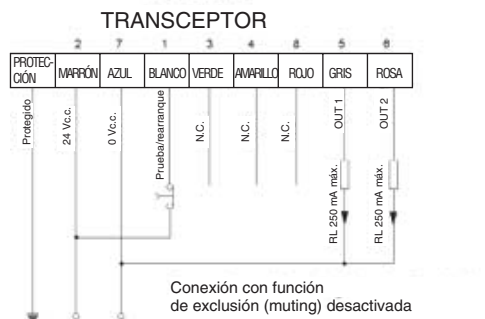 TRANSCEPTOR
2 7 1 3 4 8 5 6
PROTEC-
CIÓN
MARRÓN
AZUL
BLANCO
VERDE
AMARILLO
ROJO
GRIS
ROSA
Protegido
24 Vc.c.
0 Vc.c.
Prueba/rearranque
N.C.
N.C.
N.C.
OUT 1
OUT 2
RL 250 mA máx.
RL 250 mA máx.
Conexión con función
de exclusión (muting) desactivada